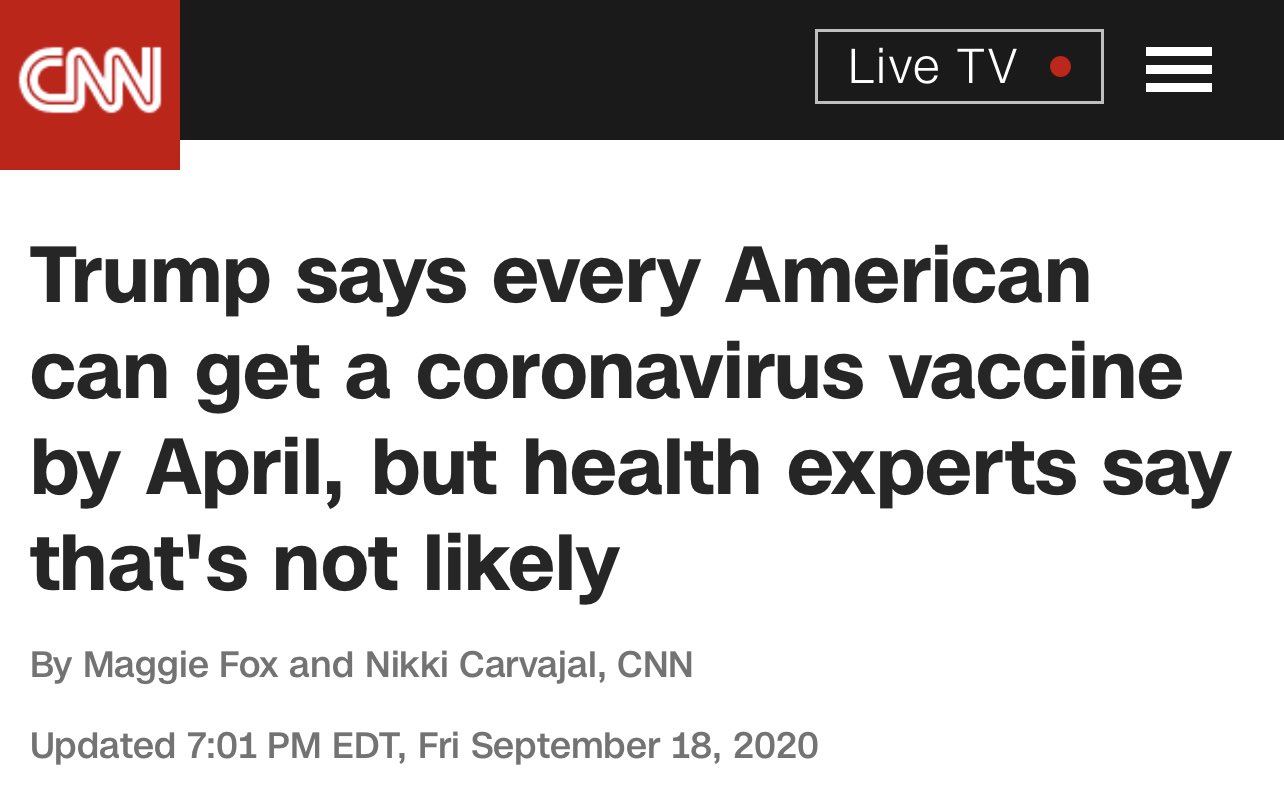 CNN
Live TV
Trump says every American
can get a coronavirus vaccine
by April, but health experts say
that's not likely
By Maggie Fox and Nikki Carvajal, CNN
Updated 7:01 PM EDT, Fri September 18, 2020